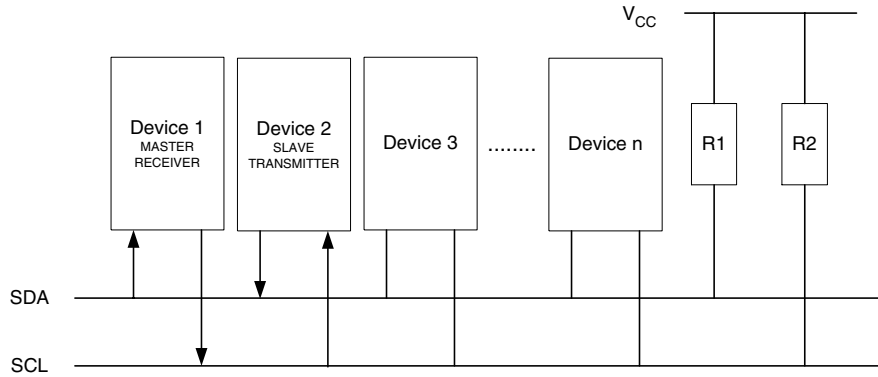 V_CC
Device 1
MASTER
RECEIVER
Device 2
SLAVE
TRANSMITTER
Device 3
........
Device n
R1
R2
SDA
SCL